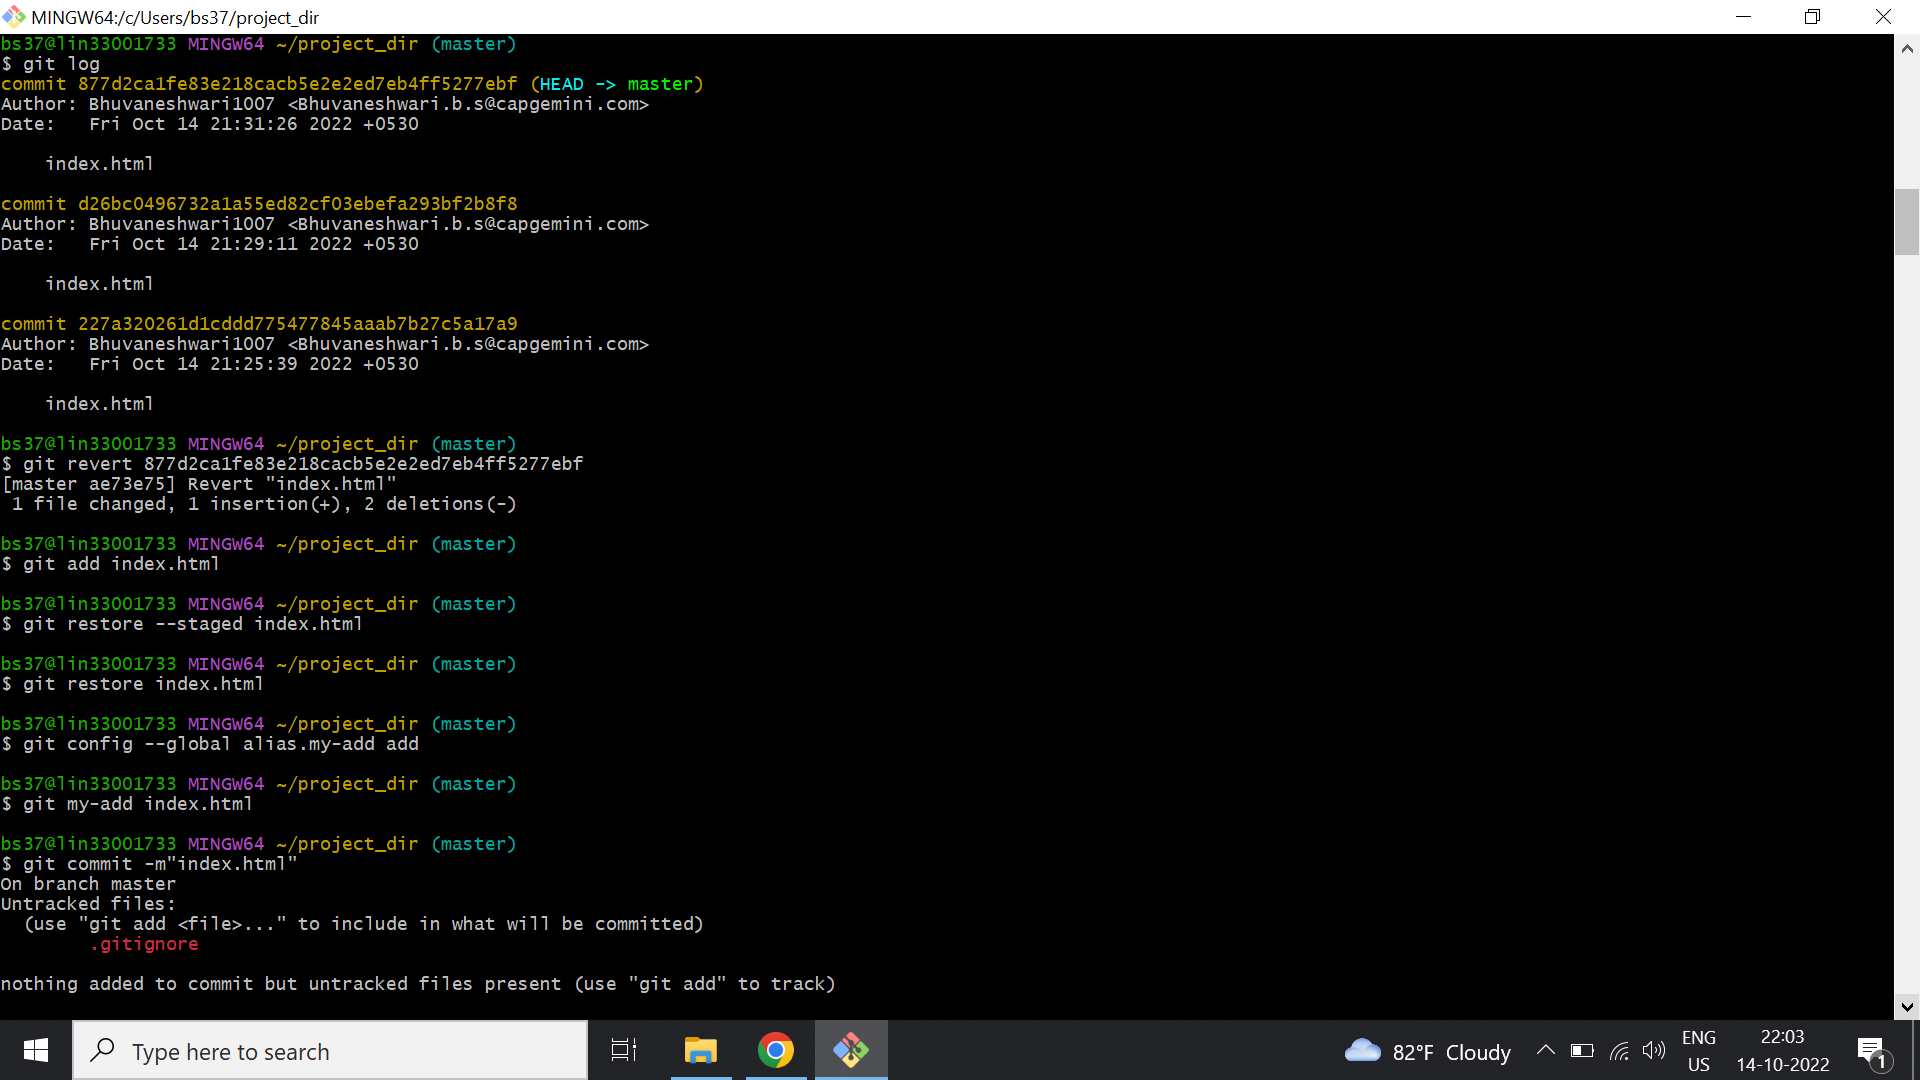 MINGW64:/c/Users/bs37/project_dir
bs37@lin33001733 MINGW64 ~/project_dir (master)
$ git log
commit 877d2ca1fe83e218cacb5e2e2ed7eb4ff5277ebf (HEAD -> master)
Author: Bhuvaneshwari1007 <Bhuvaneshwari.b.s@capgemini.com>
Date:   Fri Oct 14 21:31:26 2022 +0530
    index.html
commit d26bc0496732a1a55ed82cf03ebefa293bf2b8f8
Author: Bhuvaneshwari1007 <Bhuvaneshwari.b.s@capgemini.com>
Date:   Fri Oct 14 21:29:11 2022 +0530
    index.html
commit 227a320261d1cddd775477845aaab7b27c5a17a9
Author: Bhuvaneshwari1007 <Bhuvaneshwari.b.s@capgemini.com>
Date:   Fri Oct 14 21:25:39 2022 +0530
    index.html
bs37@lin33001733 MINGW64 ~/project_dir (master)
$ git revert 877d2ca1fe83e218cacb5e2e2ed7eb4ff5277ebf
[master ae73e75] Revert "index.html"
 1 file changed, 1 insertion(+), 2 deletions(-)
bs37@lin33001733 MINGW64 ~/project_dir (master)
$ git add index.html
bs37@lin33001733 MINGW64 ~/project_dir (master)
$ git restore --staged index.html
bs37@lin33001733 MINGW64 ~/project_dir (master)
$ git restore index.html
bs37@lin33001733 MINGW64 ~/project_dir (master)
$ git config --global alias.my-add add
bs37@lin33001733 MINGW64 ~/project_dir (master)
$ git my-add index.html
bs37@lin33001733 MINGW64 ~/project_dir (master)
$ git commit -m"index.html"
On branch master
Untracked files:
  (use "git add <file>..." to include in what will be committed)
        .gitignore
nothing added to commit but untracked files present (use "git add" to track)
Type here to search
82°F Cloudy
ENG
US
22:03
14-10-2022
1